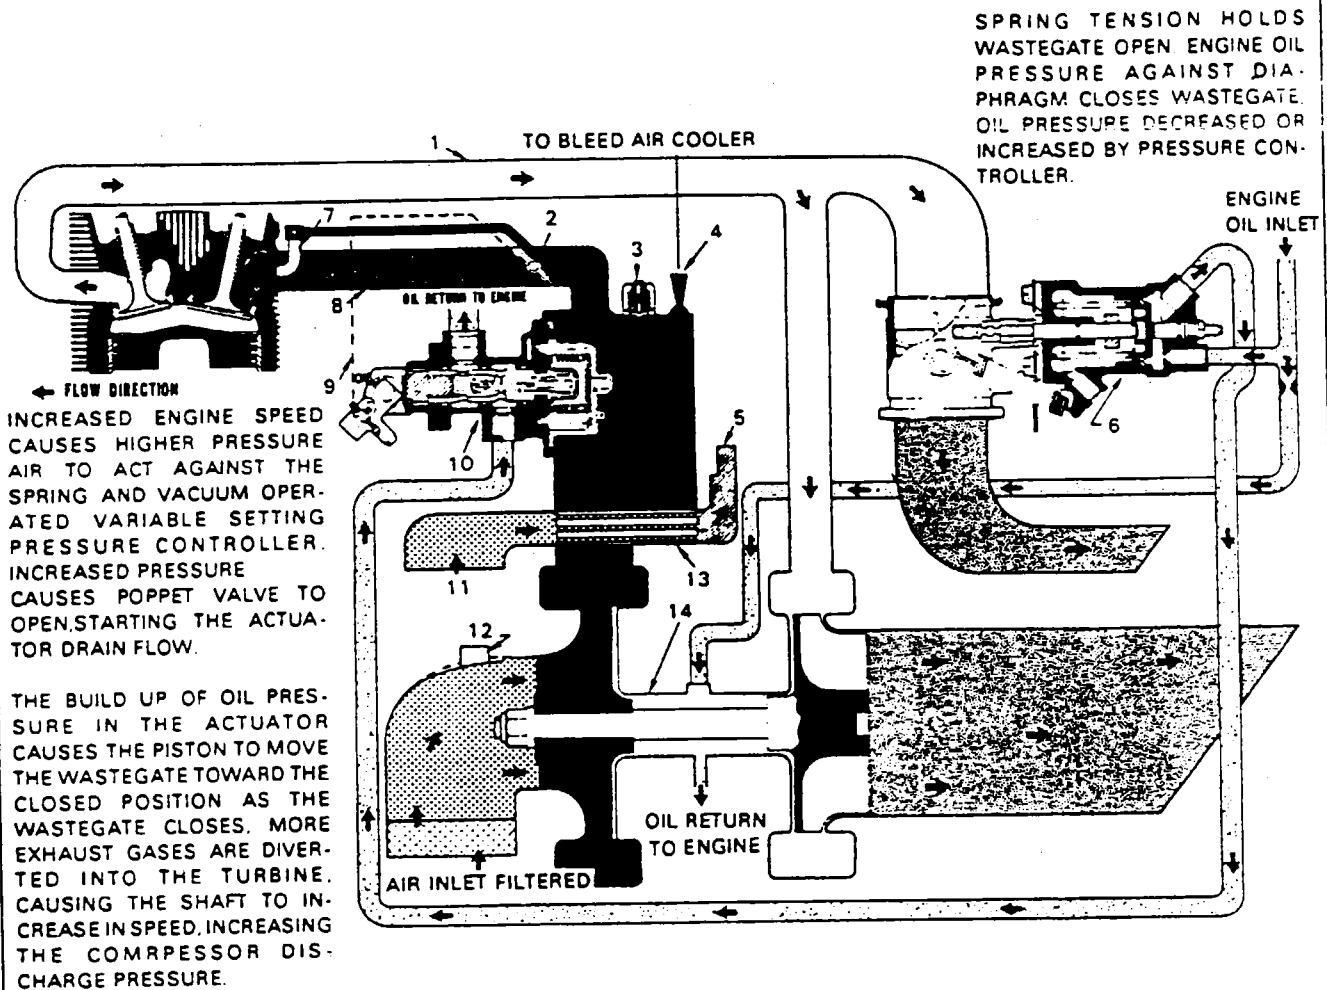 SPRING TENSION HOLDS
WASTEGATE OPEN. ENGINE OIL
PRESSURE AGAINST DIA-
PHRAGM CLOSES WASTEGATE.
OIL PRESSURE DECREASED OR
INCREASED BY PRESSURE CON-
TROLLER.
1
TO BLEED AIR COOLER
ENGINE
OIL INLET
7
2
3
4
8
OIL RETURN TO ENGINE
9
FLOW DIRECTION
5
6
10
INCREASED ENGINE SPEED
CAUSES HIGHER PRESSURE
AIR TO ACT AGAINST THE
SPRING AND VACUUM OPER-
ATED VARIABLE SETTING
PRESSURE CONTROLLER.
INCREASED PRESSURE
CAUSES POPPET VALVE TO
OPEN,STARTING THE ACTUA-
TOR DRAIN FLOW.
11
13
12
14
THE BUILD UP OF OIL PRES-
SURE IN THE ACTUATOR
CAUSES THE PISTON TO MOVE
THE WASTEGATE TOWARD THE
CLOSED POSITION AS THE
WASTEGATE CLOSES, MORE
EXHAUST GASES ARE DIVER-
TED INTO THE TURBINE,
CAUSING THE SHAFT TO IN-
CREASE IN SPEED, INCREASING
THE COMRPESSOR DIS-
CHARGE PRESSURE.
OIL RETURN
TO ENGINE
AIR INLET FILTERED